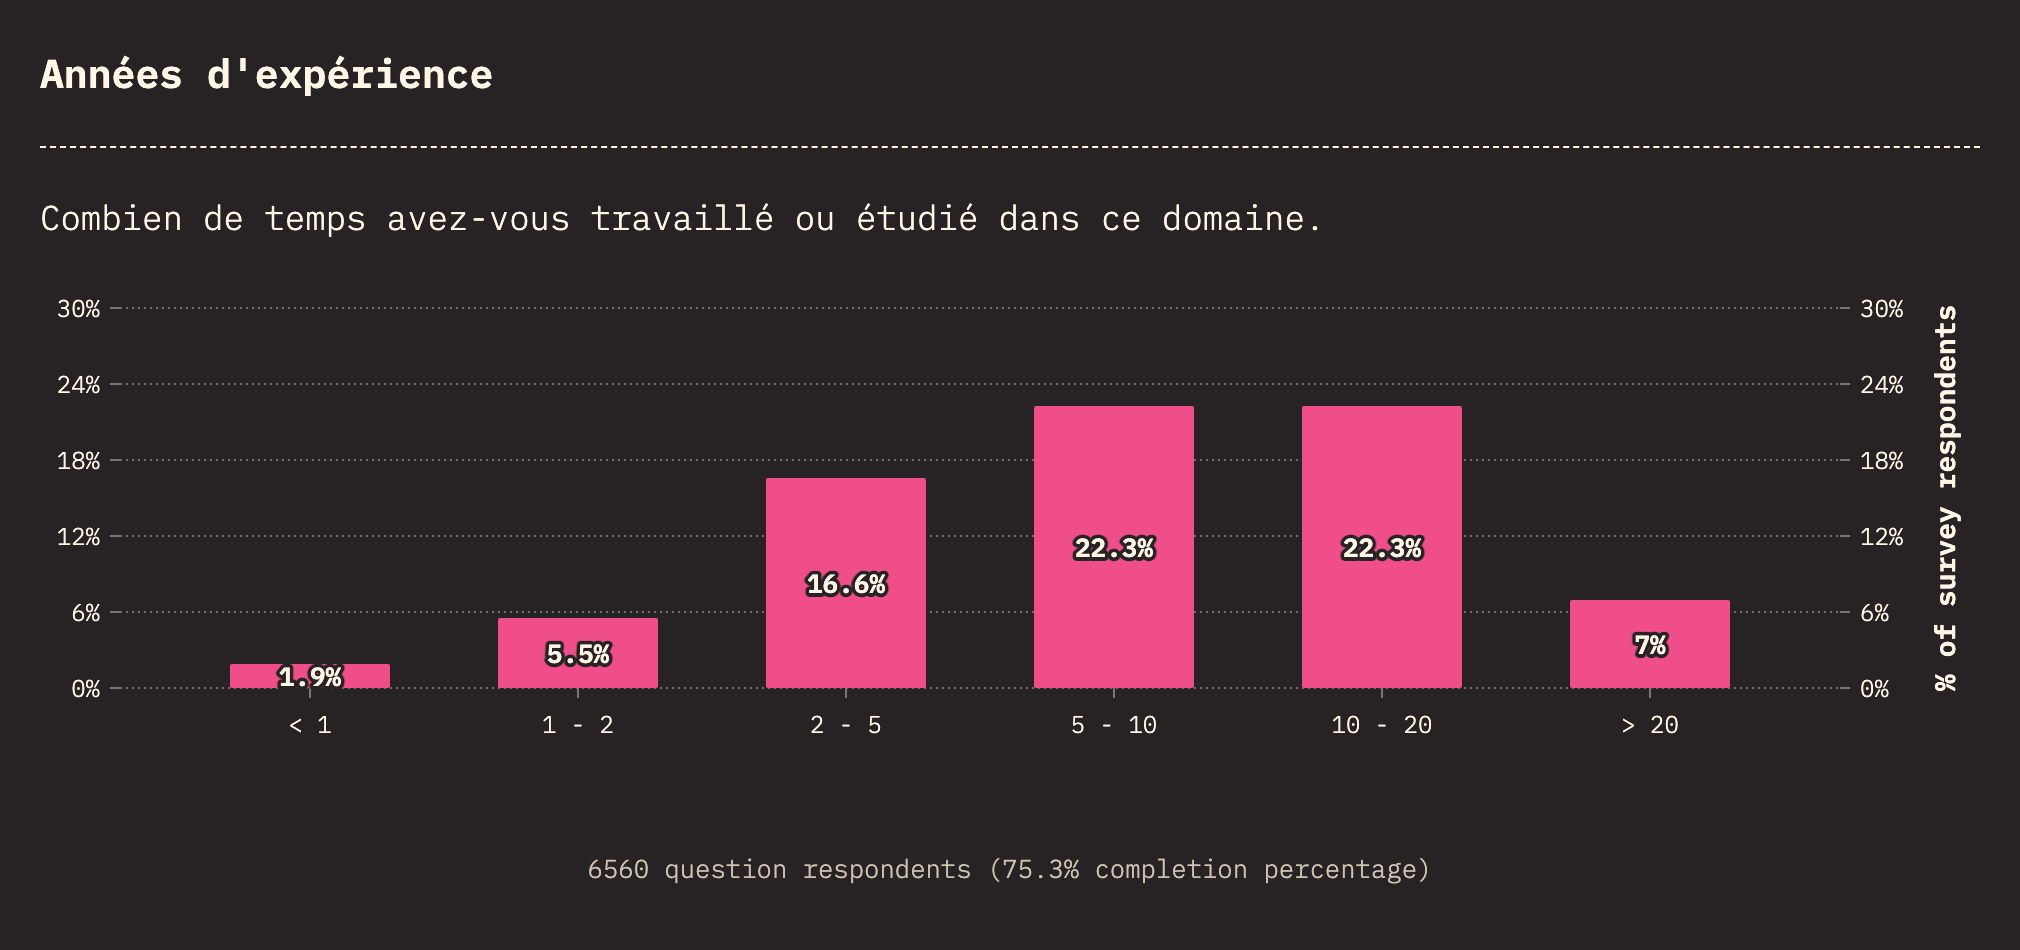 Années d'expérience
Combien de temps avez-vous travaillé ou étudié dans ce domaine.
30%
24%
18%
12%
6%
0%
1.9%
5.5%
16.6%
22.3%
22.3%
7%
< 1
1 - 2
2 - 5
5 - 10
10 - 20
> 20
30%
24%
18%
12%
6%
0%
% of survey respondents
6560 question respondents (75.3% completion percentage)